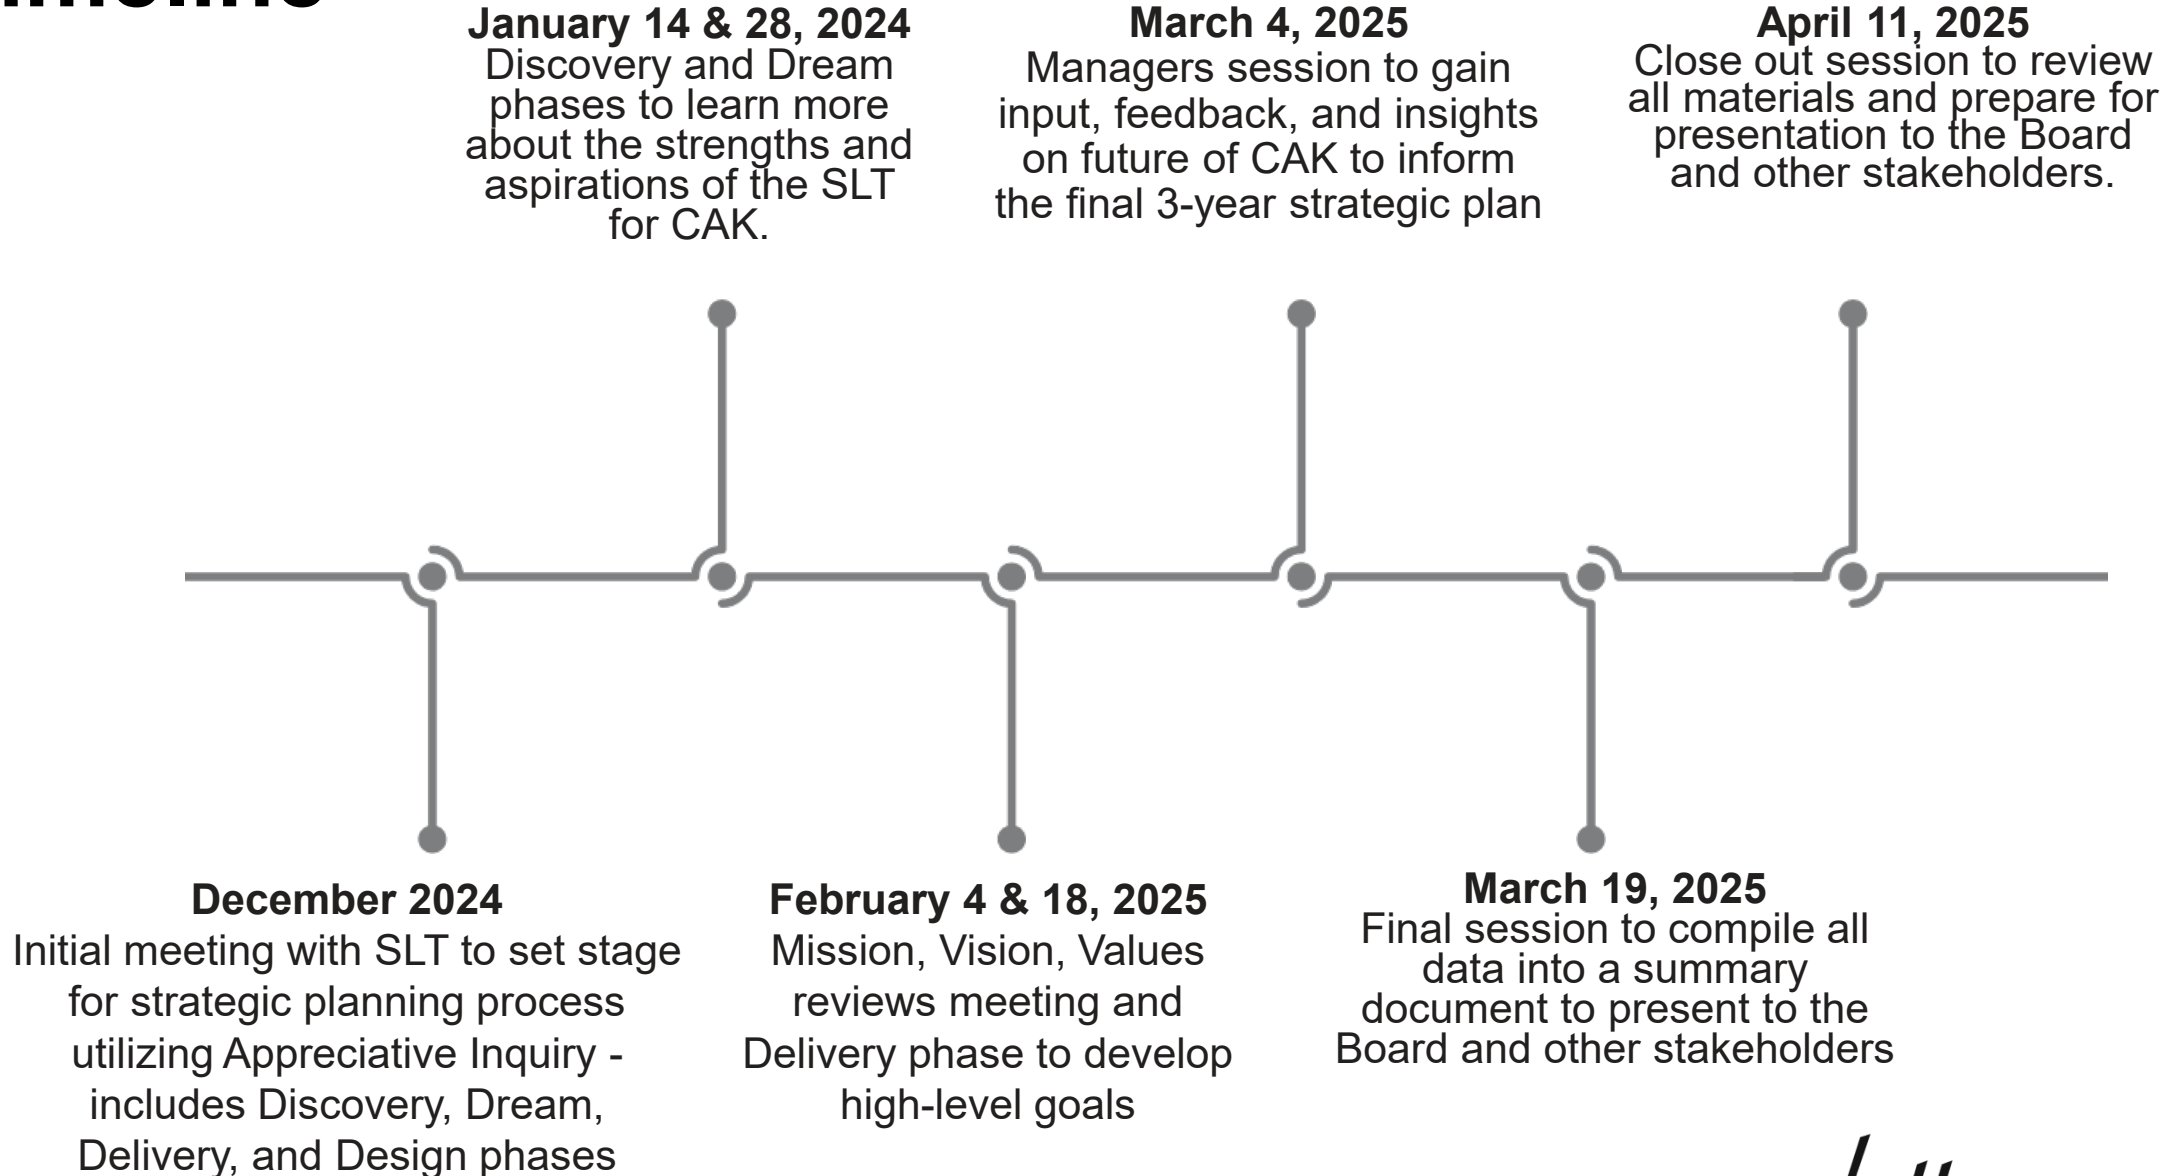 January 14 & 28, 2024
Discovery and Dream
phases to learn more
about the strengths and
aspirations of the SLT
for CAK.
March 4, 2025
Managers session to gain
input, feedback, and insights
on future of CAK to inform
the final 3-year strategic plan
April 11, 2025
Close out session to review
all materials and prepare for
presentation to the Board
and other stakeholders.
December 2024
Initial meeting with SLT to set stage
for strategic planning process
utilizing Appreciative Inquiry -
includes Discovery, Dream,
Delivery, and Design phases
February 4 & 18, 2025
Mission, Vision, Values
reviews meeting and
Delivery phase to develop
high-level goals
March 19, 2025
Final session to compile all
data into a summary
document to present to the
Board and other stakeholders